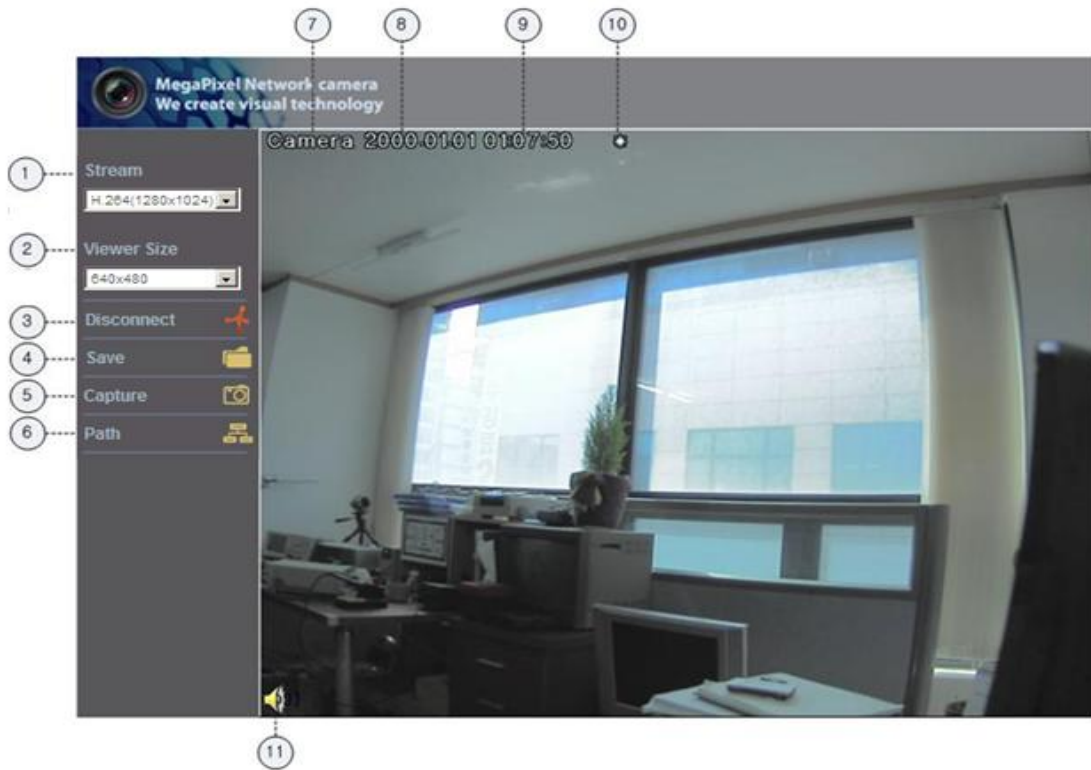 7
8
9
10
MegaPixel Network camera
We create visual technology
Camera 2000.01.01 01:07:50
1
Stream
H.264(1280x1024)
2
Viewer Size
640x480
3
Disconnect
4
Save
5
Capture
6
Path
11